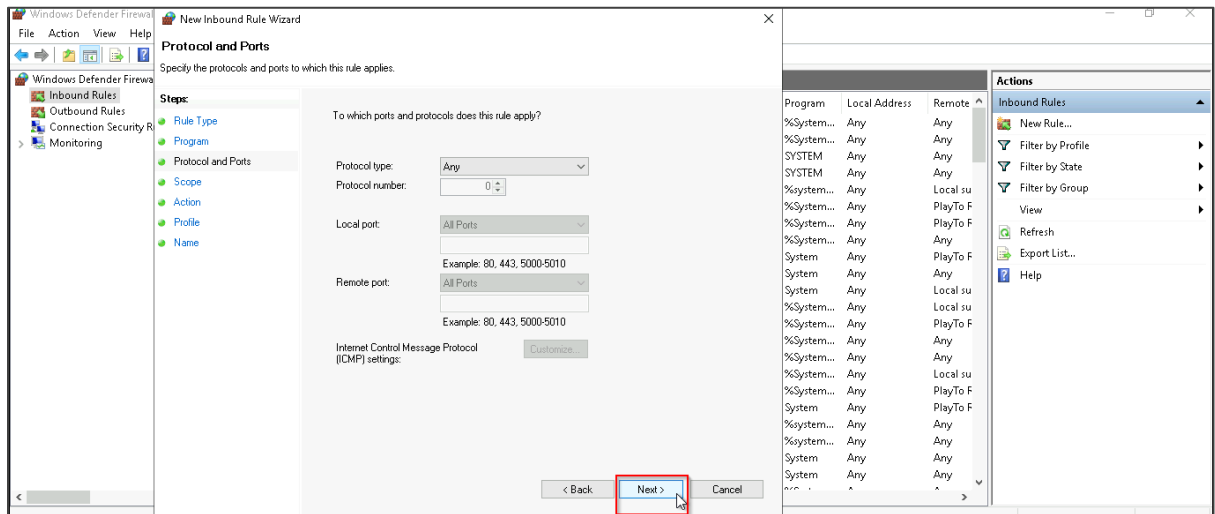 Windows Defender Firewal
New Inbound Rule Wizard
File Action View Help
Protocol and Ports
Specify the protocols and ports to which this rule applies.
Windows Defender Firewa
Inbound Rules
Outbound Rules
Connection Security R
Monitoring
Steps:
Rule Type
Program
Protocol and Ports
Scope
Action
Profile
Name
To which ports and protocols does this rule apply?
Protocol type: Any
Protocol number: 0
Local port: All Ports
Example: 80, 443, 5000-5010
Remote port: All Ports
Example: 80, 443, 5000-5010
Internet Control Message Protocol
(ICMP) settings:
Customize...
< Back Next > Cancel
Program Local Address Remote
%System... Any Any
%System... Any Any
SYSTEM Any Any
SYSTEM Any Any
%system... Any Local su
%System... Any PlayTo R
%System... Any PlayTo R
%System... Any Any
System Any PlayTo R
System Any Any
System Any Local su
%System... Any Local su
%System... Any PlayTo R
%System... Any Any
%System... Any Any
%System... Any Local su
%System... Any PlayTo R
System Any PlayTo R
%system... Any Any
%system... Any Any
System Any Any
System Any Any
Actions
Inbound Rules
New Rule...
Filter by Profile
Filter by State
Filter by Group
View
Refresh
Export List...
Help